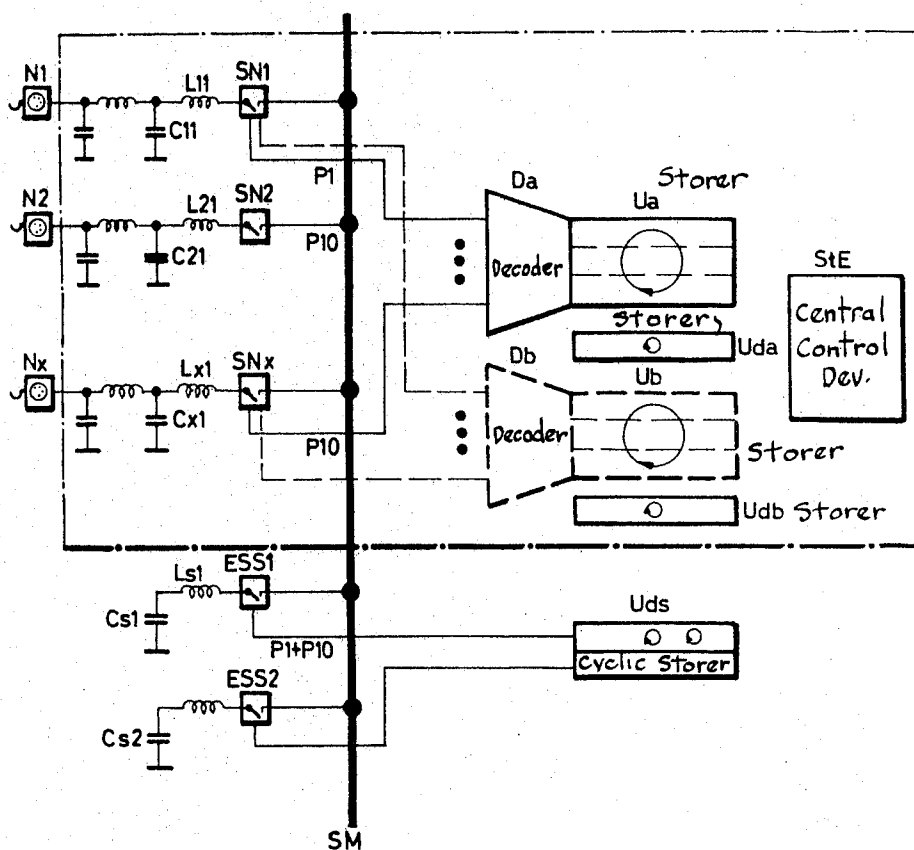 N1
L11
SN1
C11
P1
N2
L21
SN2
C21
P10
Nx
Lx1
SNx
Cx1
P10
Da
Decoder
Storer
Ua
Storer,
Uda
StE
Central
Control
Dev.
Db
Decoder
Ub
Storer
Udb Storer
Ls1
ESS1
Cs1
P1+P10
ESS2
Cs2
Uds
Cyclic Storer
SM